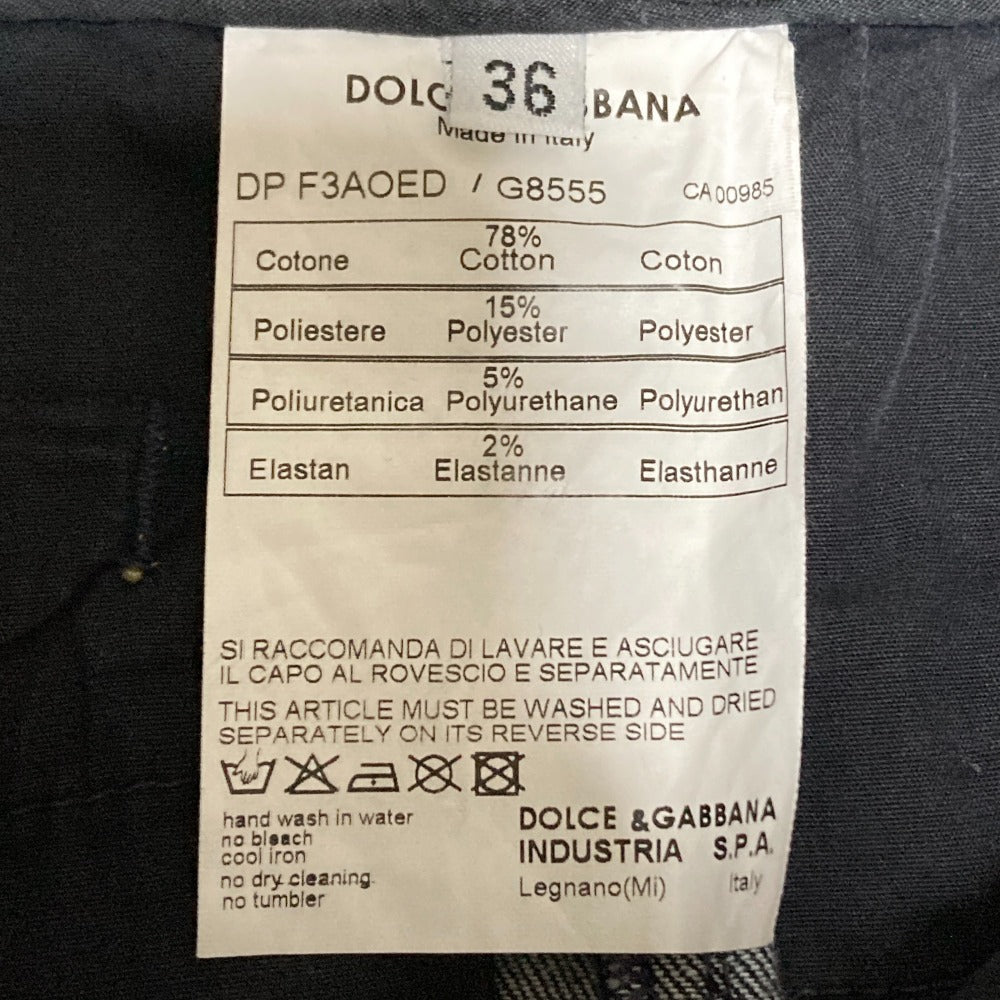 36
DOLC BBANA
Made in Italy
DP F3AOED / G8555 CA00985
78%
Cotone Cotton Coton
15%
Poliestere Polyester Polyester
5%
Poliuretanica Polyurethane Polyurethan
2%
Elastan Elastanne Elasthanne
SI RACCOMANDA DI LAVARE E ASCIUGARE
IL CAPO AL ROVESCIO E SEPARATAMENTE
THIS ARTICLE MUST BE WASHED AND DRIED
SEPARATELY ON ITS REVERSE SIDE
hand wash in water
no bleach
cool iron
no dry cleaning
no tumbler
DOLCE &GABBANA
INDUSTRIA S.P.A.
Legnano(Mi) Italy